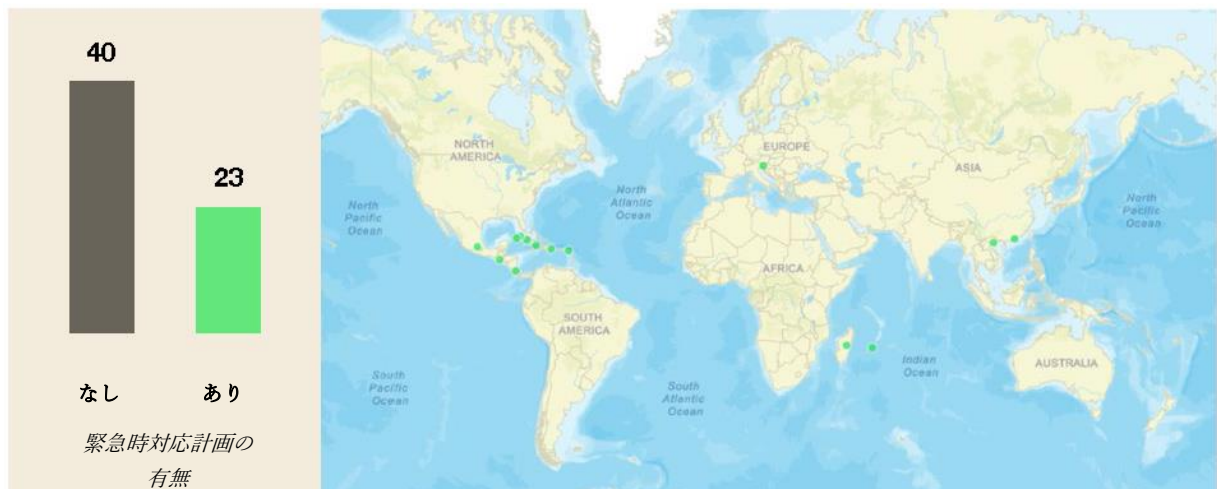 40
23
なし
あり
緊急時対応計画の
有無
NORTH
AMERICA
North
Pacific
Ocean
North
Atlantic
Ocean
EUROPE
ASIA
North
Pacific
Ocean
AFRICA
SOUTH
AMERICA
South
Pacific
Ocean
South
Atlantic
Ocean
Indian
Ocean
AUSTRALIA